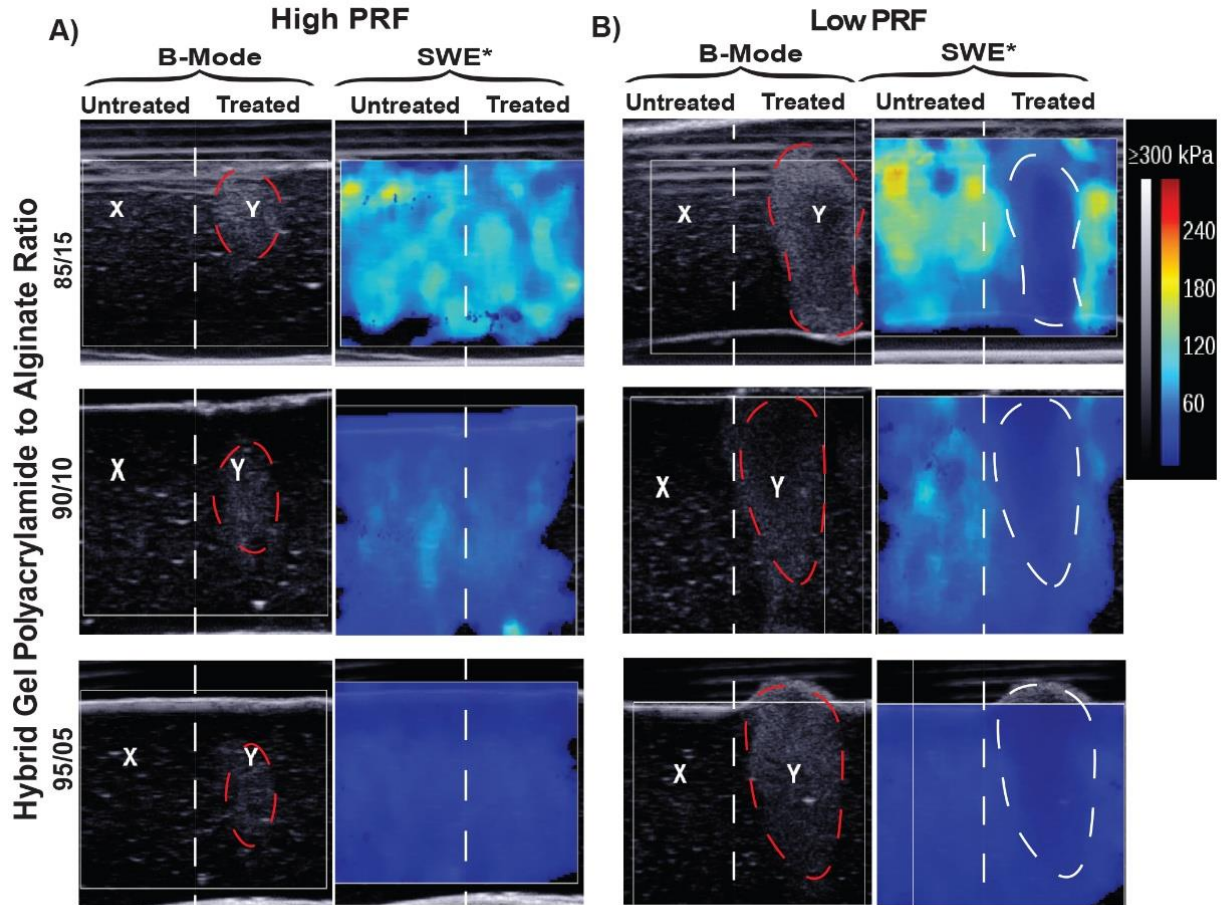 A)
High PRF
B-Mode
SWE*
Untreated
Treated
Untreated
Treated
B)
Low PRF
B-Mode
SWE*
Untreated
Treated
Untreated
Treated
Hybrid Gel Polyacrylamide to Alginate Ratio
85/15
X
Y
X
Y
≥300 kPa
240
180
120
60
90/10
X
Y
X
Y
95/05
X
Y
X
Y